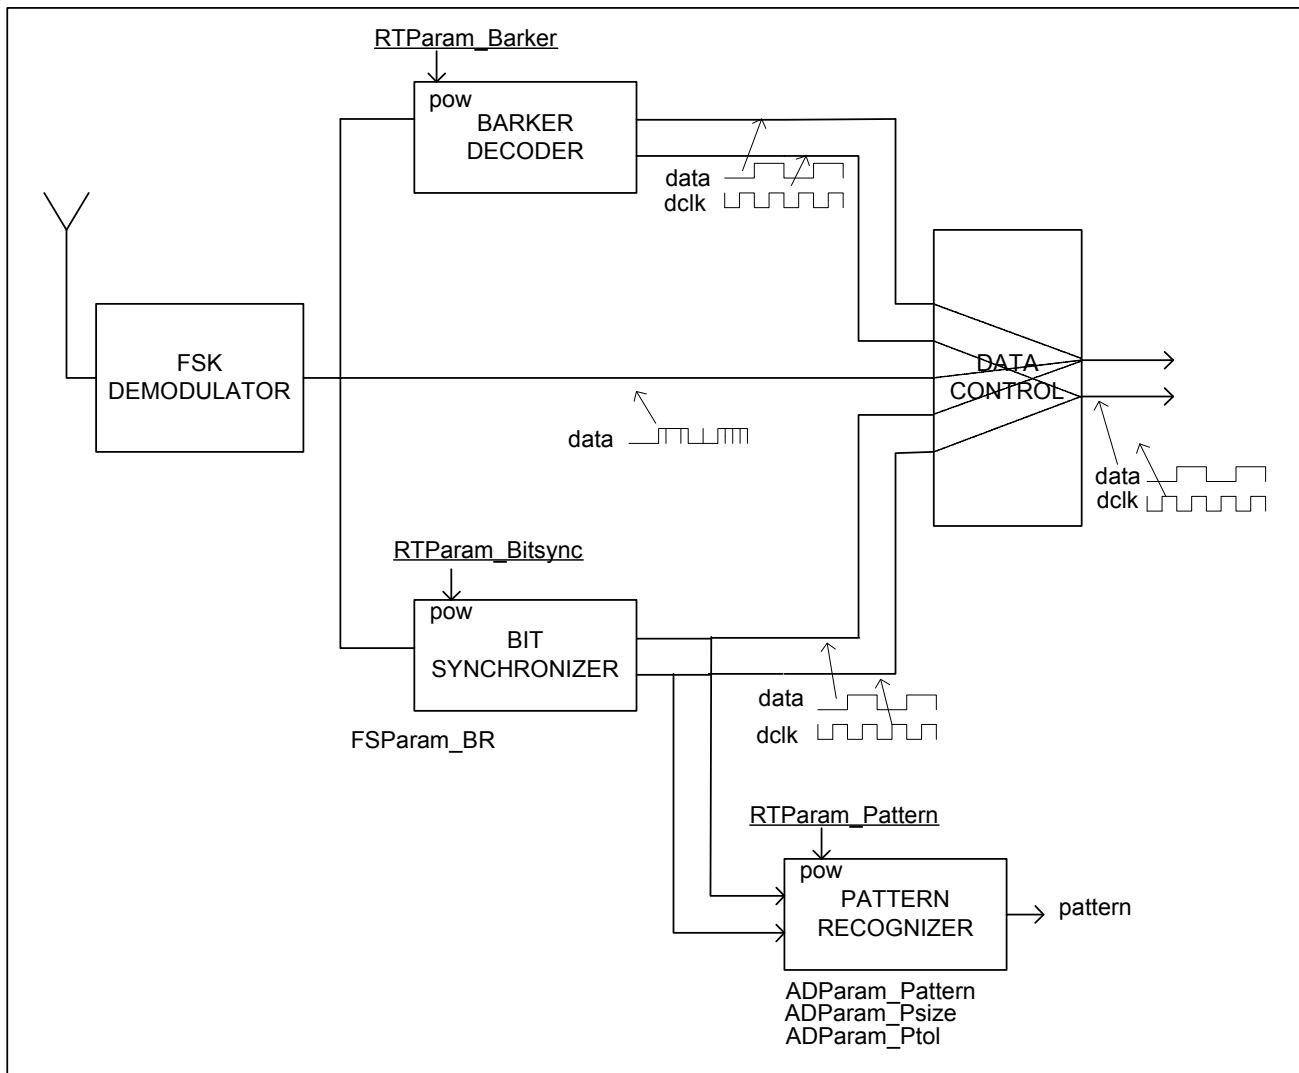 RTParam_Barker
pow
BARKER
DECODER
data
dclk
FSK
DEMODULATOR
DATA
CONTROL
data
data
dclk
RTParam_Bitsync
pow
BIT
SYNCHRONIZER
data
dclk
FSParam_BR
RTParam_Pattern
pow
PATTERN
RECOGNIZER
pattern
ADParam_Pattern
ADParam_Psize
ADParam_Ptol